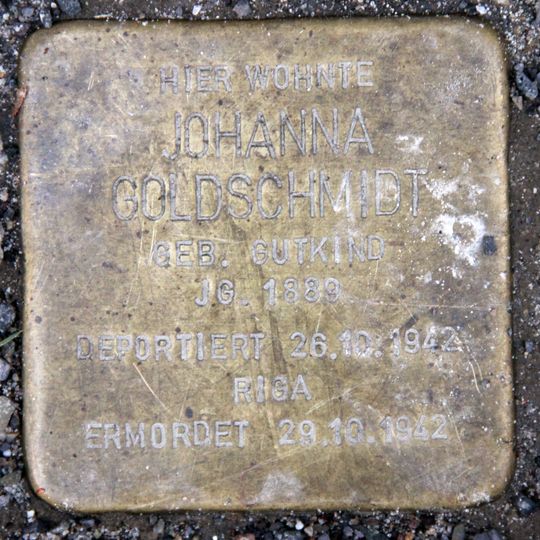 HIER WOHNTE
JOHANNA
GOLDSCHMIDT
GEB. GUTKIND
JG. 1889
DEPORTIERT 26.10.1942
RIGA
ERMORDET 29.10.1942